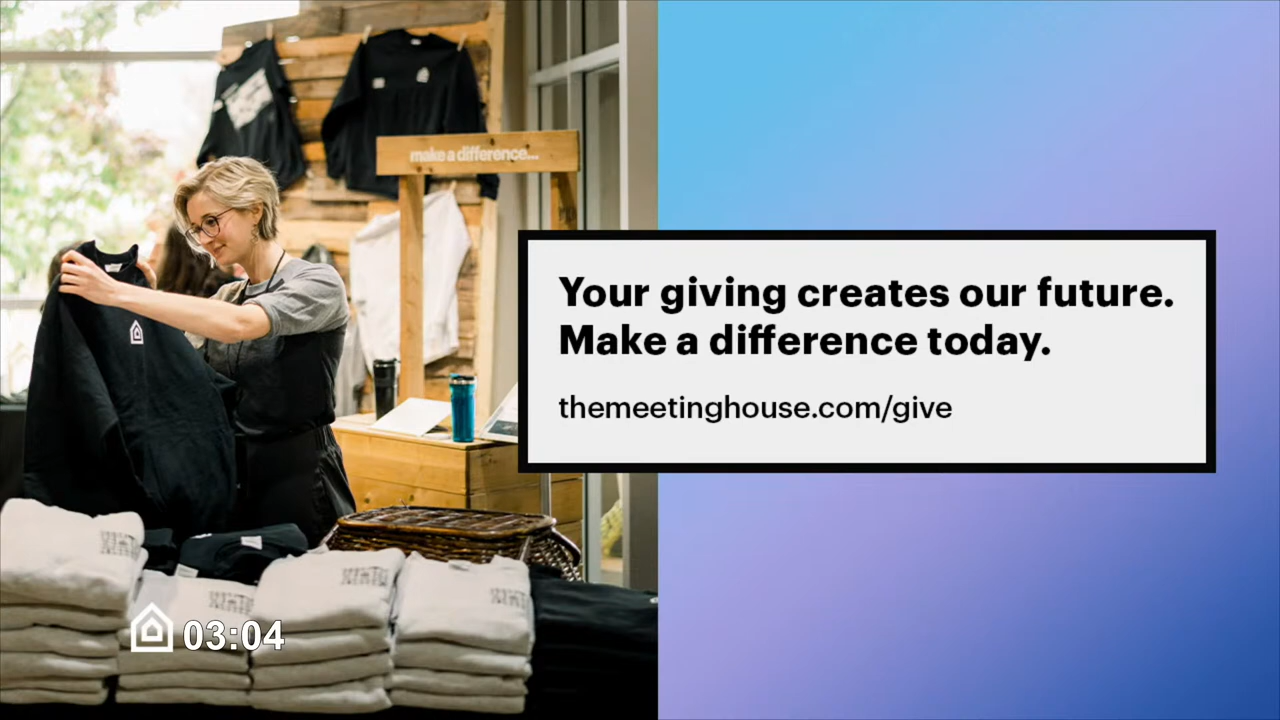 make a difference...
Your giving creates our future.
Make a difference today.
themeetinghouse.com/give
03:04